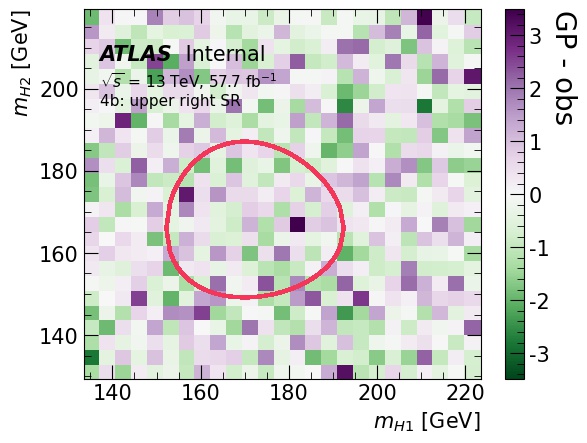 ATLAS Internal
√s = 13 TeV, 57.7 fb⁻¹
4b: upper right SR
m_H2 [GeV]
200
180
160
140
140 160 180 200 220
m_H1 [GeV]
3
2
1
0
-1
-2
-3
GP - obs